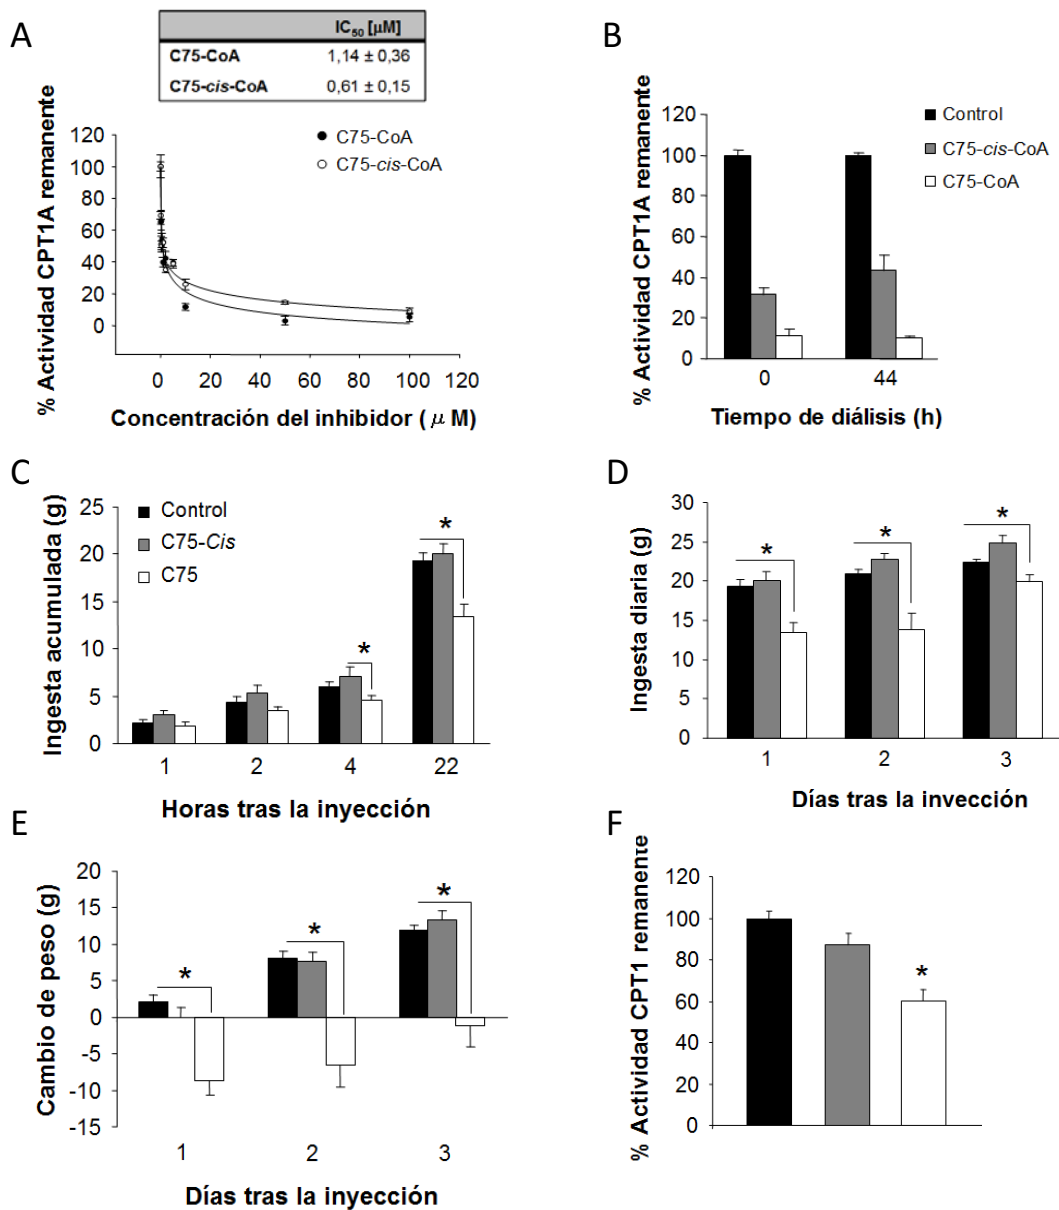 A
IC50 [μM]
C75-CoA 1,14 ± 0,36
C75-cis-CoA 0,61 ± 0,15
% Actividad CPT1A remanente
120
100
80
60
40
20
0
C75-CoA
C75-cis-CoA
0 20 40 60 80 100 120
Concentración del inhibidor ( μ M)
B
% Actividad CPT1A remanente
120
100
80
60
40
20
0
Control
C75-cis-CoA
C75-CoA
0 44
Tiempo de diálisis (h)
C
Ingesta acumulada (g)
25
20
15
10
5
0
Control
C75-Cis
C75
*
*
1 2 4 22
Horas tras la inyección
D
Ingesta diaria (g)
30
25
20
15
10
5
0
* * *
1 2 3
Días tras la invección
E
Cambio de peso (g)
20
15
10
5
0
-5
-10
-15
* * *
1 2 3
Días tras la inyección
F
% Actividad CPT1 remanente
120
100
80
60
40
80
0
*